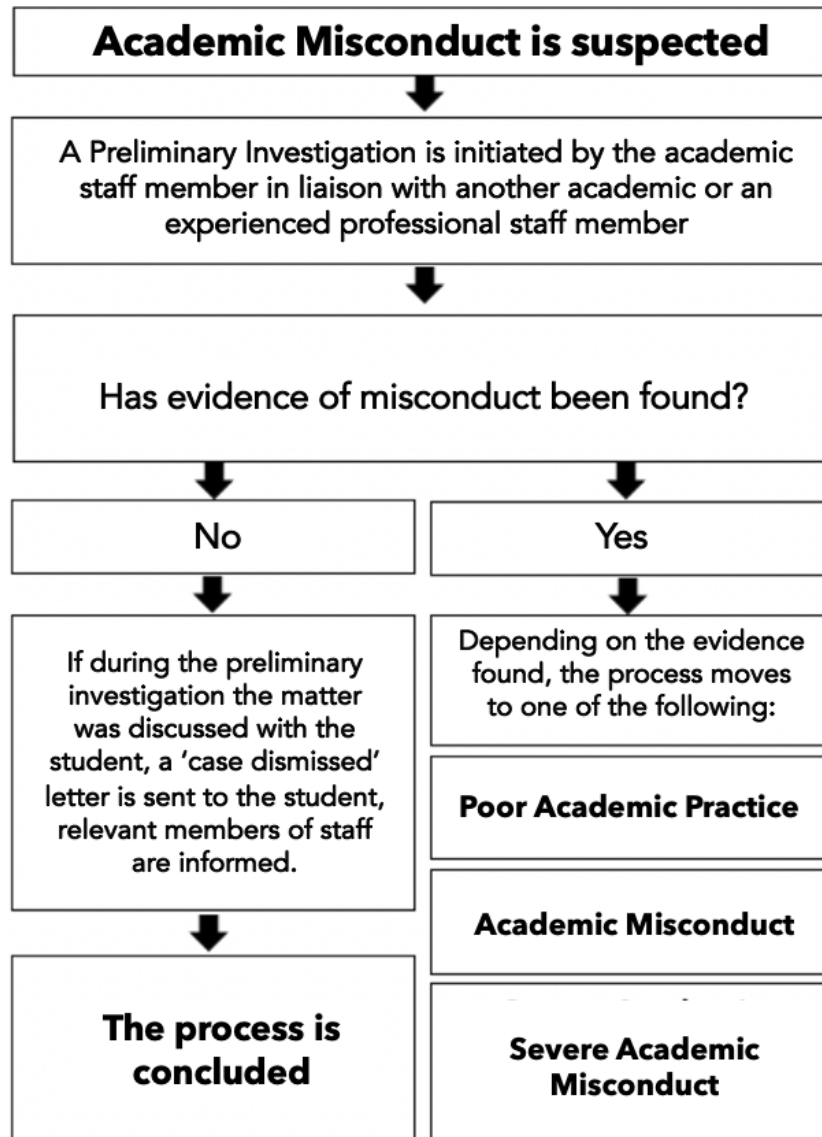 Academic Misconduct is suspected
A Preliminary Investigation is initiated by the academic
staff member in liaison with another academic or an
experienced professional staff member
Has evidence of misconduct been found?
No
Yes
If during the preliminary
investigation the matter
was discussed with the
student, a ‘case dismissed’
letter is sent to the student,
relevant members of staff
are informed.
The process is
concluded
Depending on the evidence
found, the process moves
to one of the following:
Poor Academic Practice
Academic Misconduct
Severe Academic
Misconduct